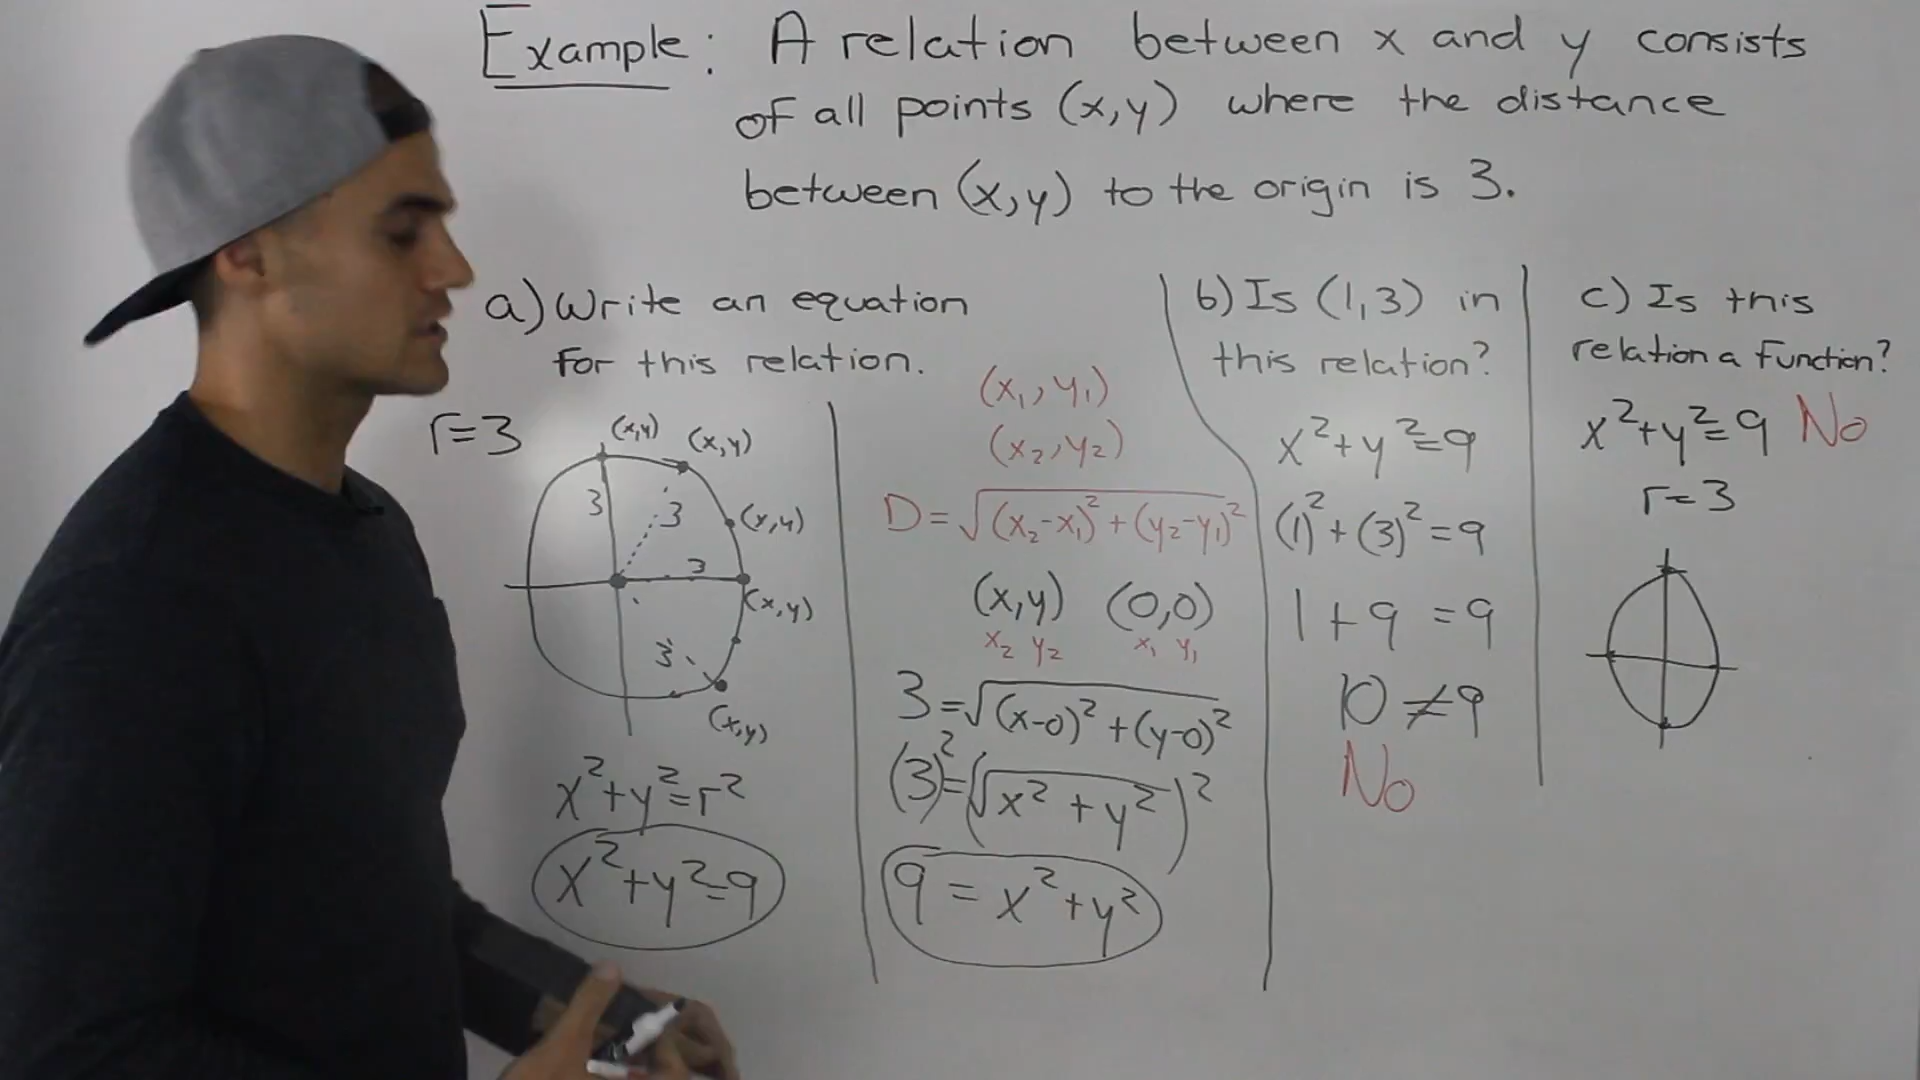 Example: A relation between x and y consists
of all points (x,y) where the distance
between (x,y) to the origin is 3.
a) Write an equation
for this relation.
r=3
(x,y)
(x,y)
3
3
(x,y)
3
(x,y)
3
(x,y)
x²+y²=r²
x²+y²=9
(x₁,y₁)
(x₂,y₂)
D=√(x₂-x₁)²+(y₂-y₁)²
(x,y) (0,0)
x₂ y₂ x₁ y₁
3=√(x-0)²+(y-0)²
(3)²=(√x²+y²)²
9=x²+y²
b) Is (1,3) in
this relation?
x²+y²=9
(1)²+(3)²=9
1+9=9
10≠9
No
c) Is this
relation a function?
x²+y²=9 No
r=3